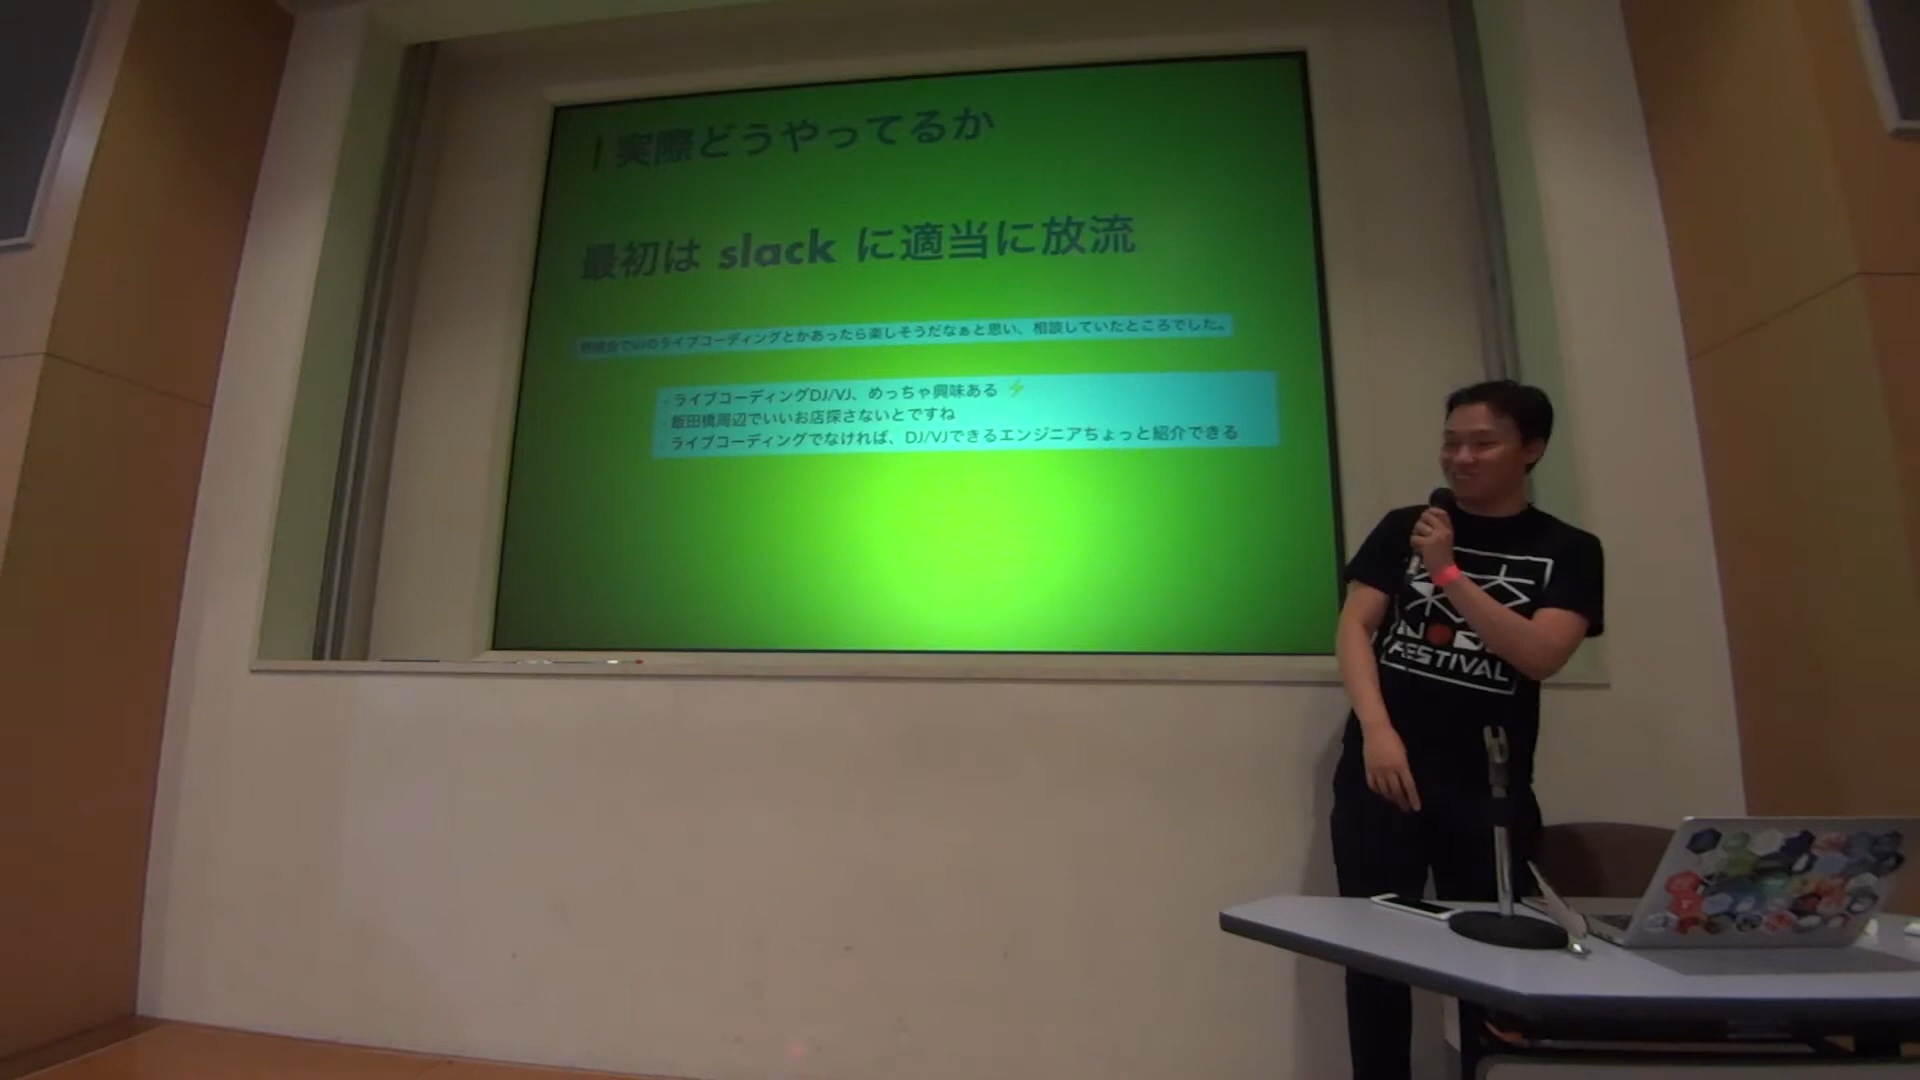 実際どうやってるか
最初は slack に適当に放流
懇親会でVJのライブコーディングとかあったら楽しそうだなぁと思い、相談していたところでした。
- ライブコーディングDJ/VJ、めっちゃ興味ある ⚡
- 飯田橋周辺でいいお店探さないとですね
- ライブコーディングでなければ、DJ/VJできるエンジニアちょっと紹介できる
FESTIVAL